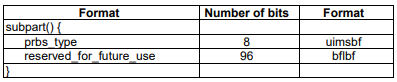 Format Number of bits Format
subpart() {
prbs_type 8 uimsbf
reserved_for_future_use 96 bflbf
}